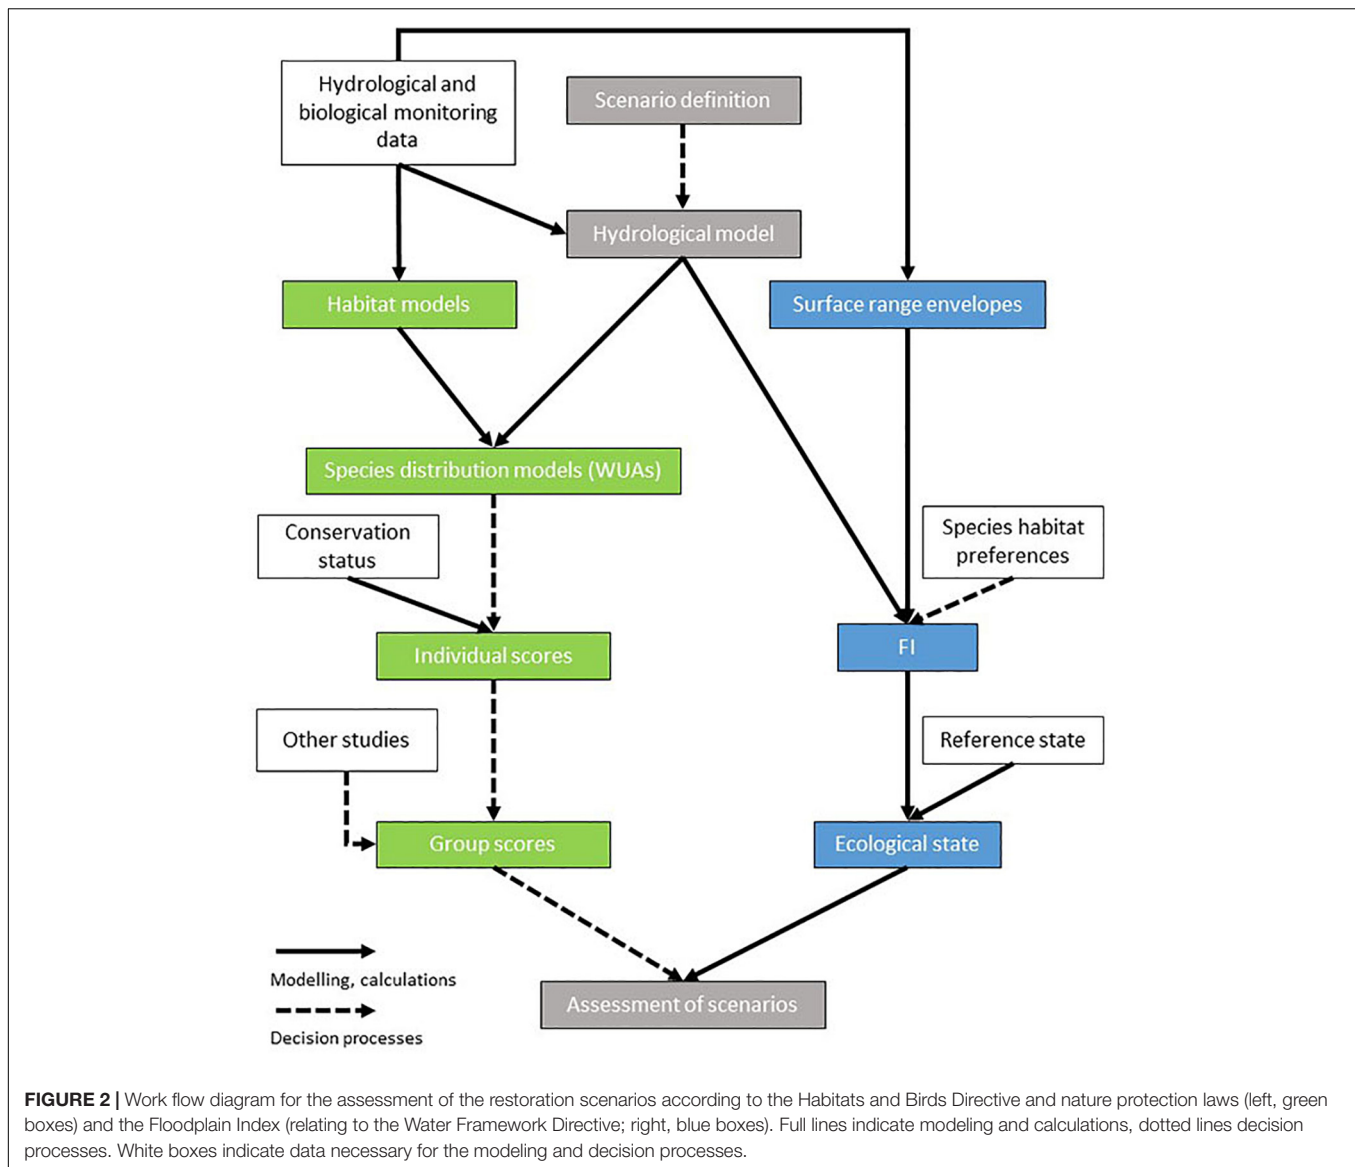 Hydrological and
biological monitoring
data
Scenario definition
Hydrological model
Habitat models
Surface range envelopes
Species distribution models (WUAs)
Conservation
status
Species habitat
preferences
Individual scores
FI
Other studies
Reference state
Group scores
Ecological state
Modelling, calculations
Assessment of scenarios
Decision processes
FIGURE 2 | Work flow diagram for the assessment of the restoration scenarios according to the Habitats and Birds Directive and nature protection laws (left, green
boxes) and the Floodplain Index (relating to the Water Framework Directive; right, blue boxes). Full lines indicate modeling and calculations, dotted lines decision
processes. White boxes indicate data necessary for the modeling and decision processes.